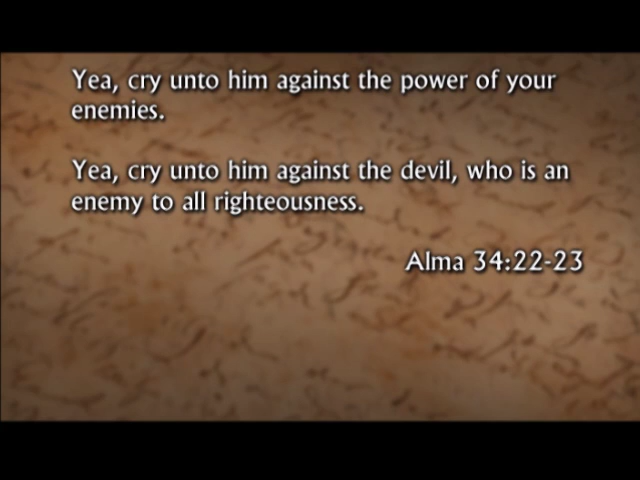 Yea, cry unto him against the power of your
enemies.
Yea, cry unto him against the devil, who is an
enemy to all righteousness.
Alma 34:22-23